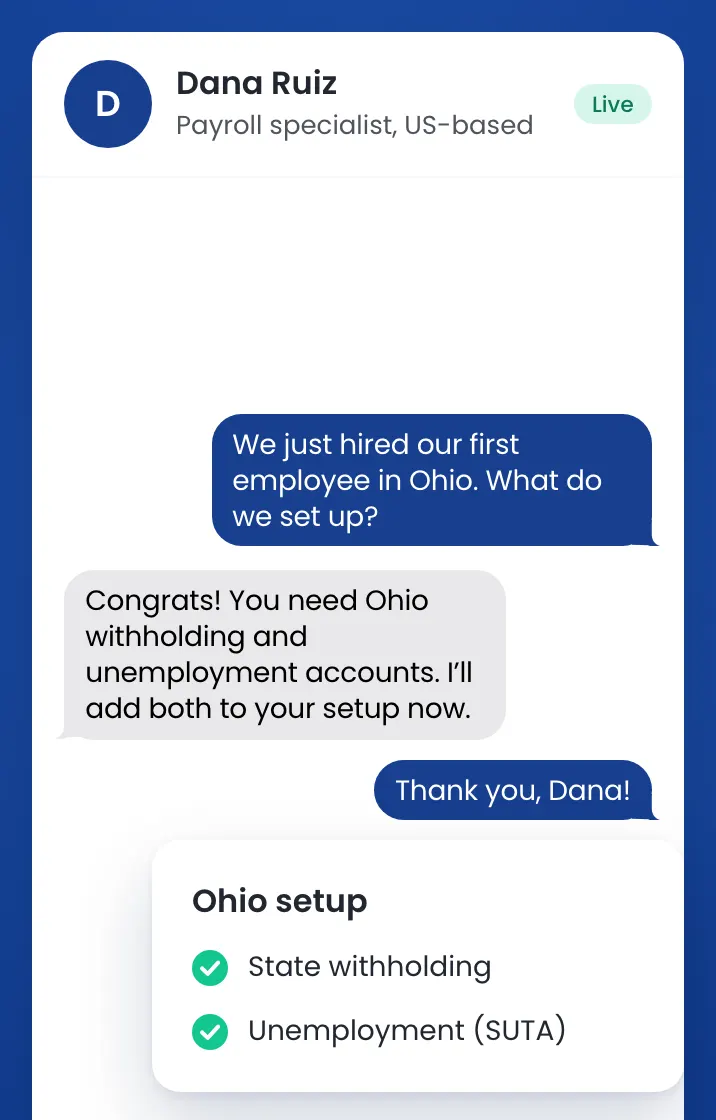 D
Dana Ruiz
Payroll specialist, US-based
Live
We just hired our first
employee in Ohio. What do
we set up?
Congrats! You need Ohio
withholding and
unemployment accounts. I’ll
add both to your setup now.
Thank you, Dana!
Ohio setup
State withholding
Unemployment (SUTA)